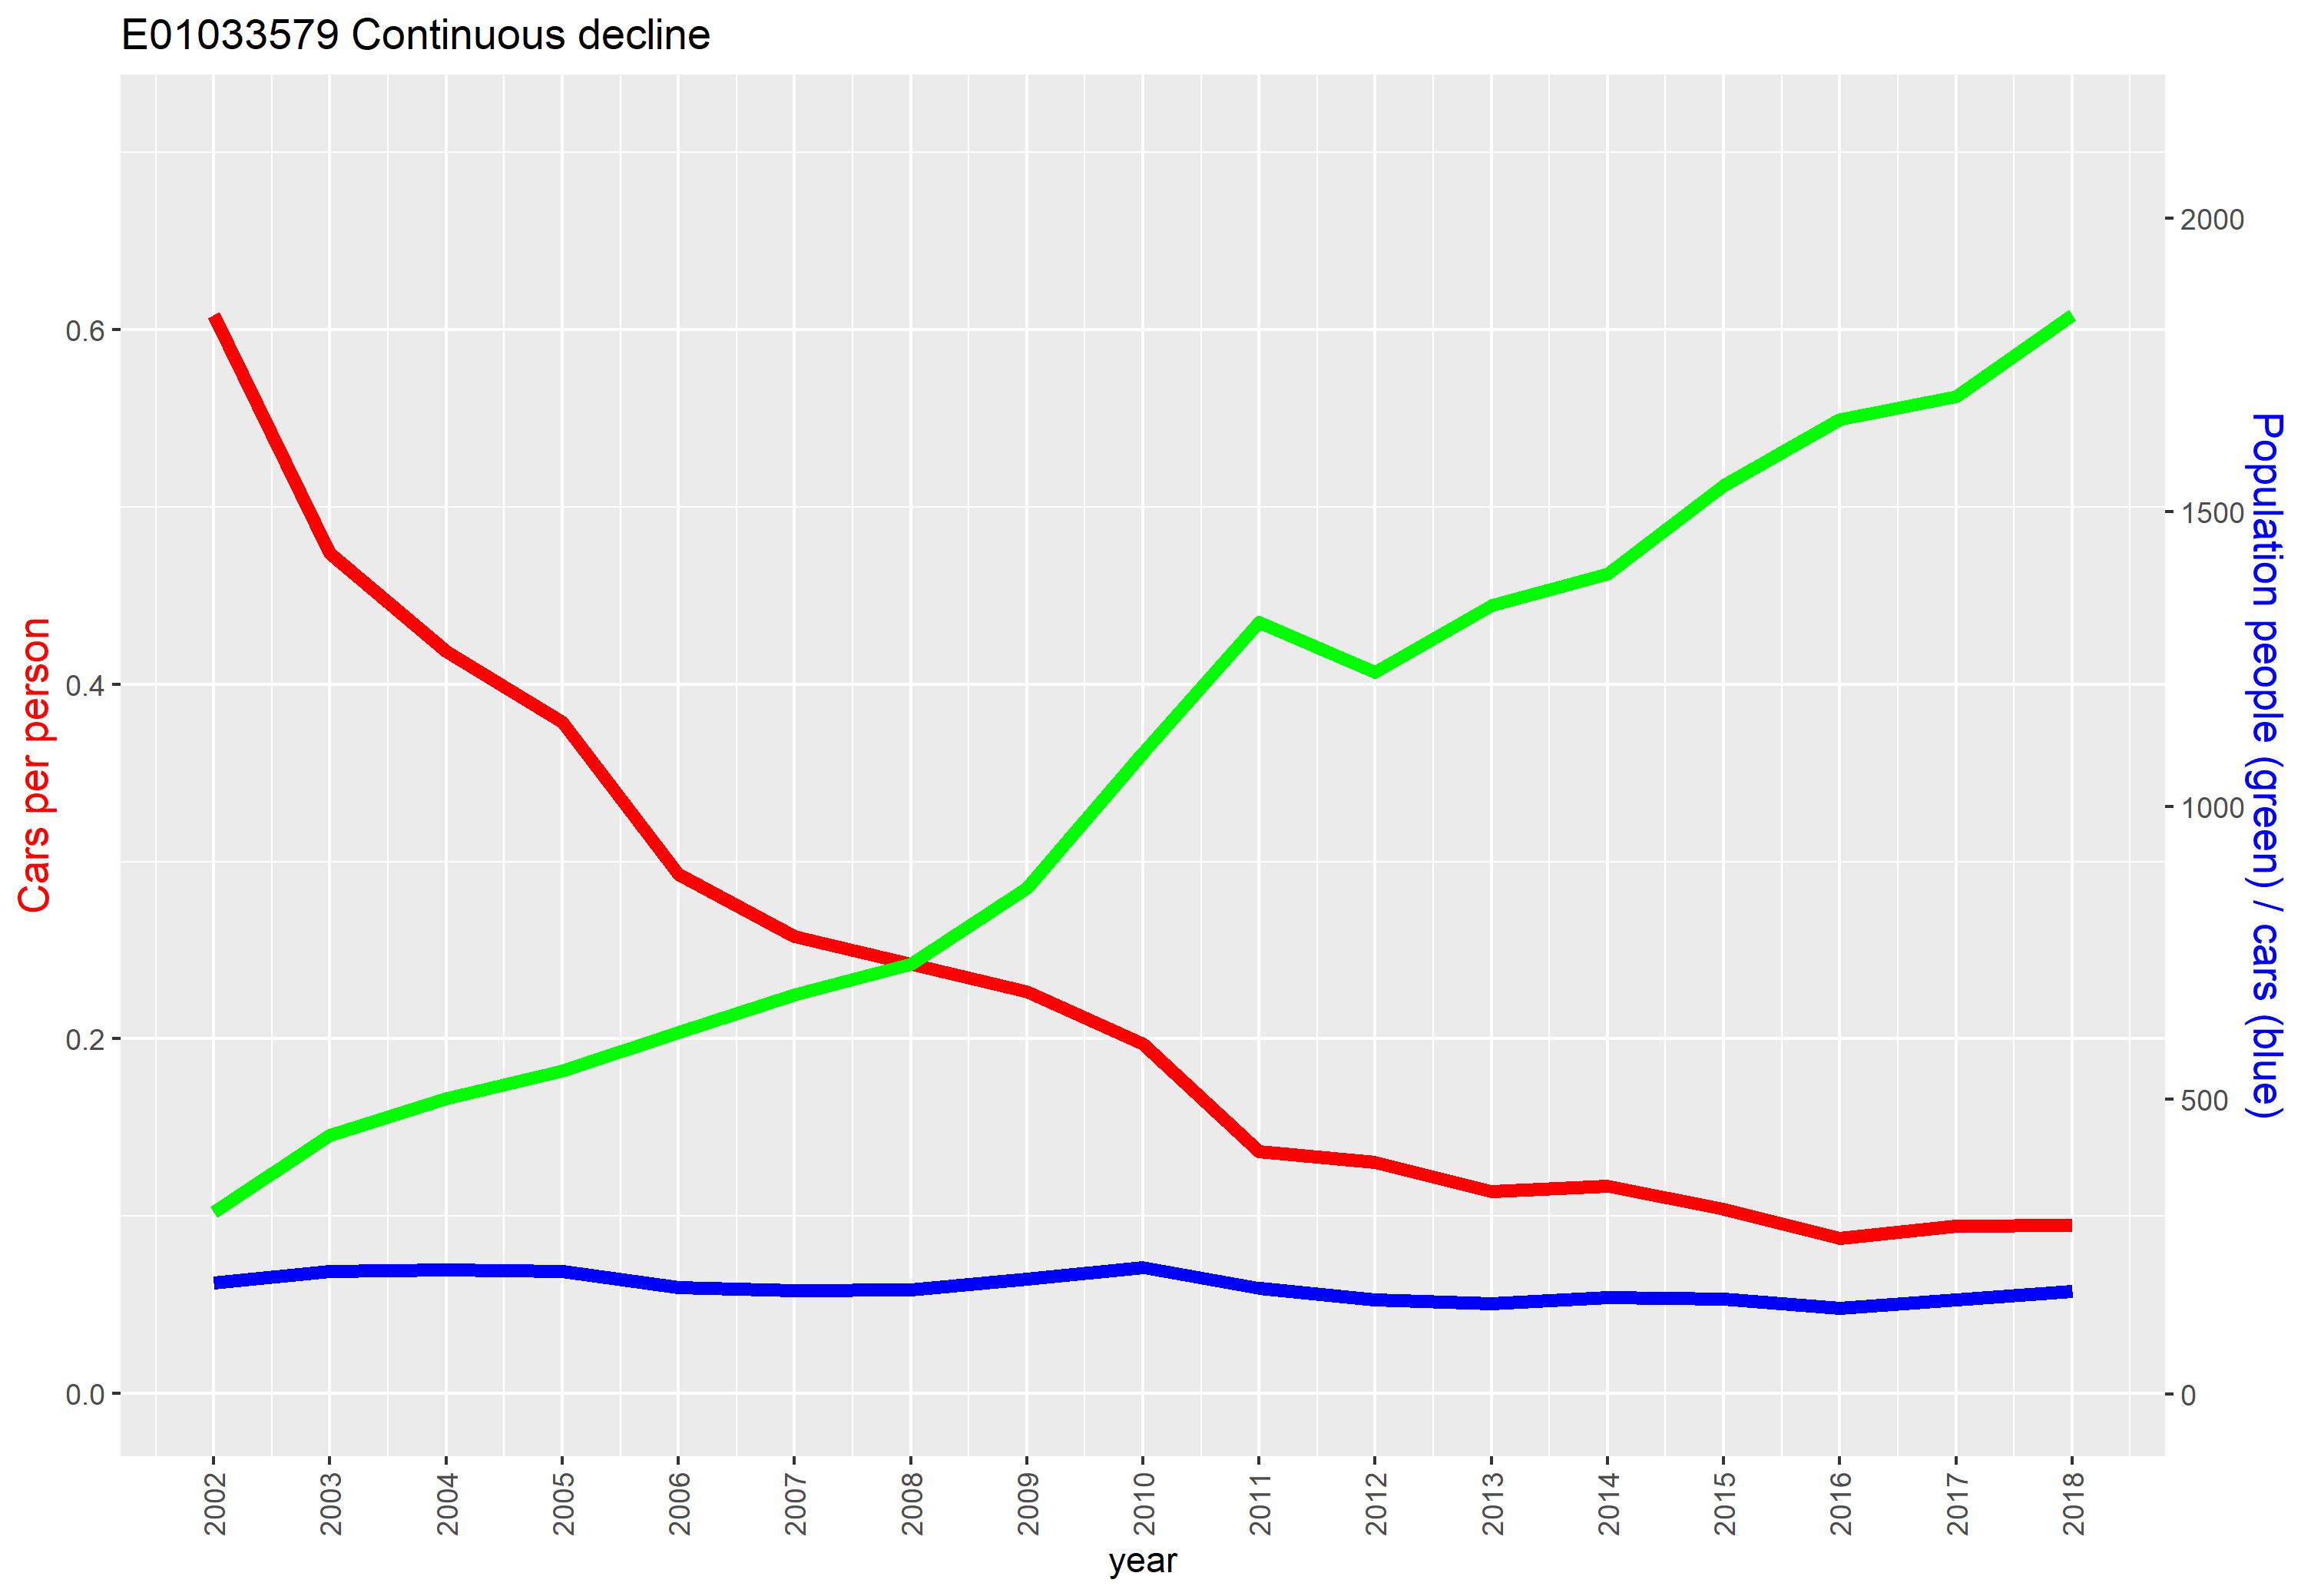 E01033579 Continuous decline
Cars per person
0.6
0.4
0.2
0.0
2000
1500
1000
500
0
Population people (green) / cars (blue)
2002 2003 2004 2005 2006 2007 2008 2009 2010 2011 2012 2013 2014 2015 2016 2017 2018
year